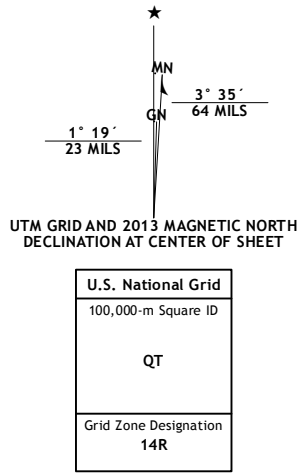 ★
MN
3° 35´
64 MILS
GN
1° 19´
23 MILS
UTM GRID AND 2013 MAGNETIC NORTH
DECLINATION AT CENTER OF SHEET
U.S. National Grid
100,000-m Square ID
QT
Grid Zone Designation
14R